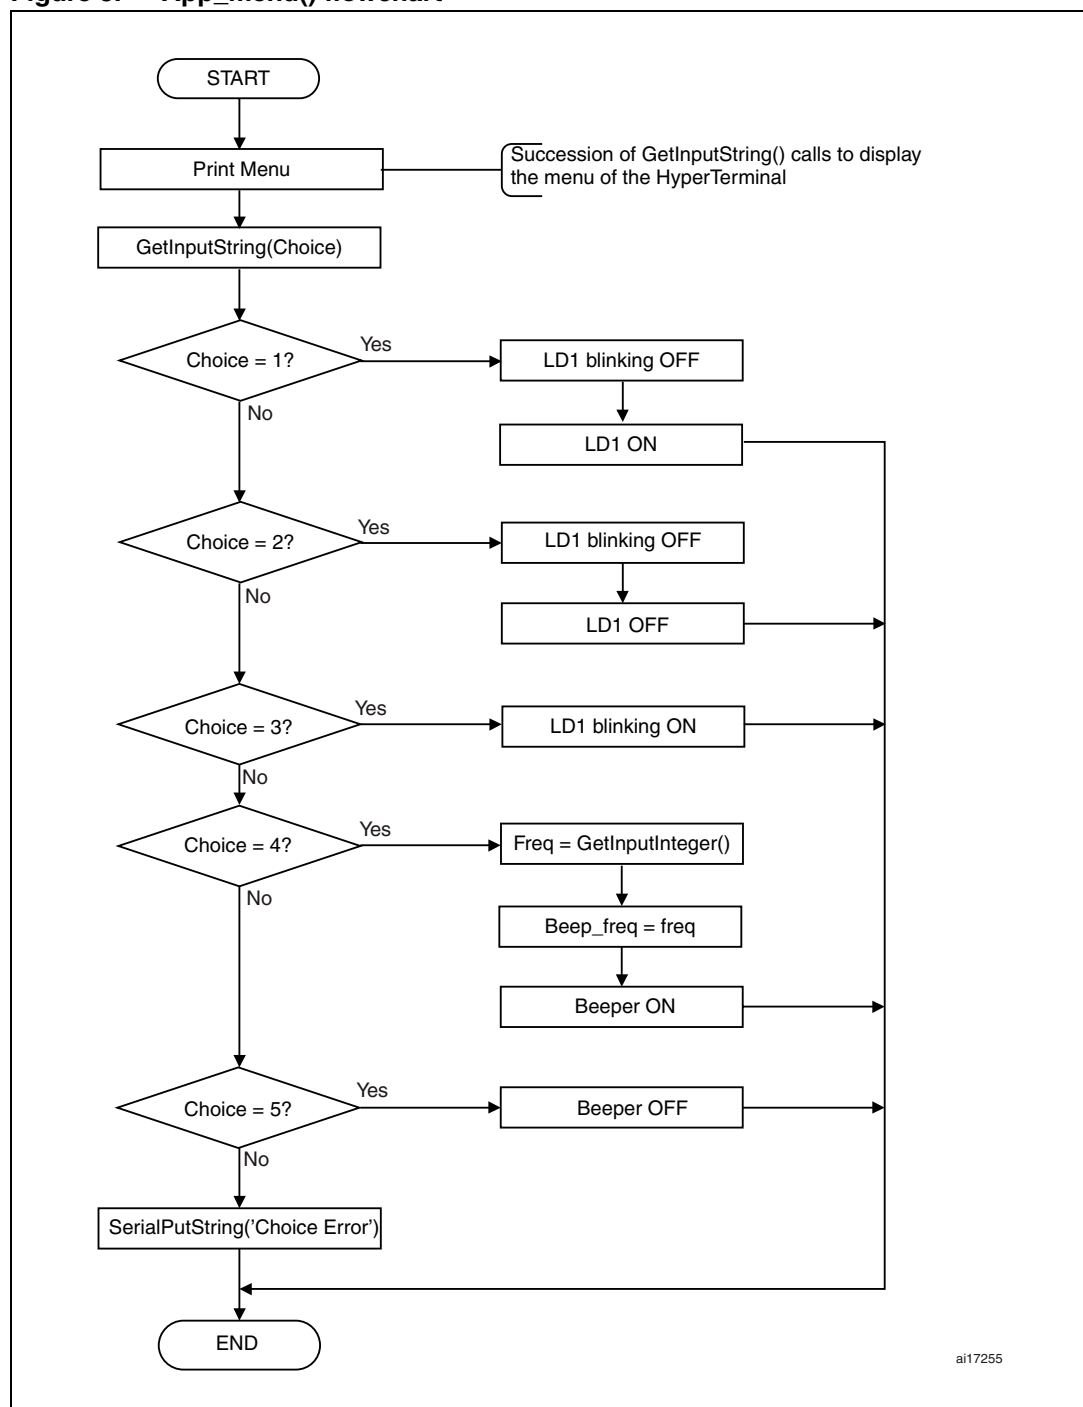 App_menu() flowchart
START
Print Menu
Succession of GetInputString() calls to display
the menu of the HyperTerminal
GetInputString(Choice)
Choice = 1?
Yes
LD1 blinking OFF
No
LD1 ON
Choice = 2?
Yes
LD1 blinking OFF
No
LD1 OFF
Choice = 3?
Yes
LD1 blinking ON
No
Choice = 4?
Yes
Freq = GetInputInteger()
No
Beep_freq = freq
Beeper ON
Choice = 5?
Yes
Beeper OFF
No
SerialPutString('Choice Error')
END
ai17255